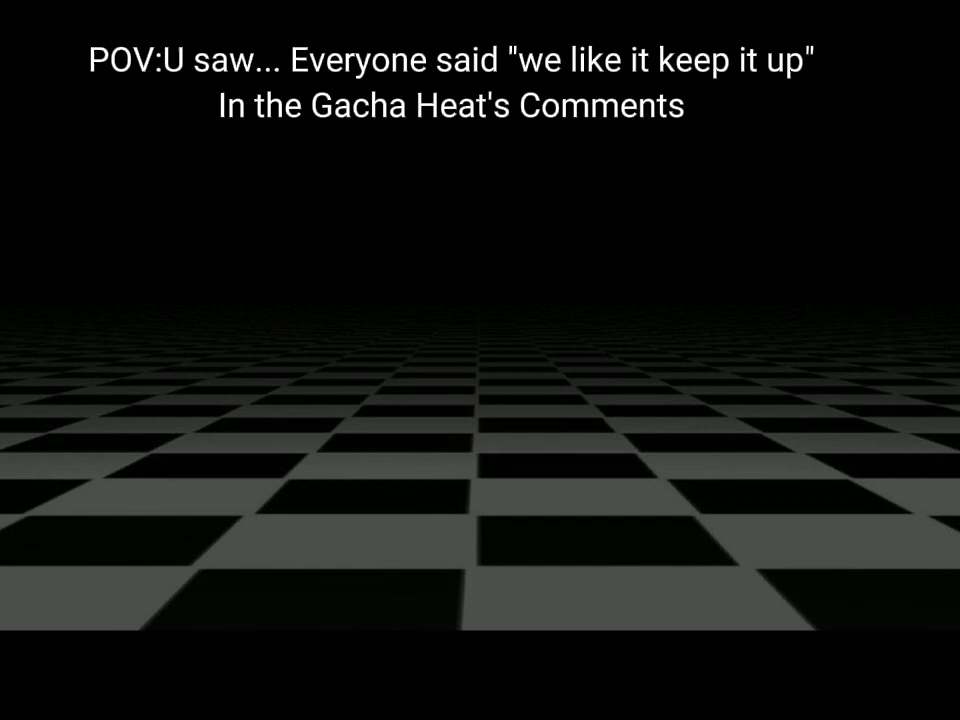 POV:U saw... Everyone said "we like it keep it up"
In the Gacha Heat's Comments